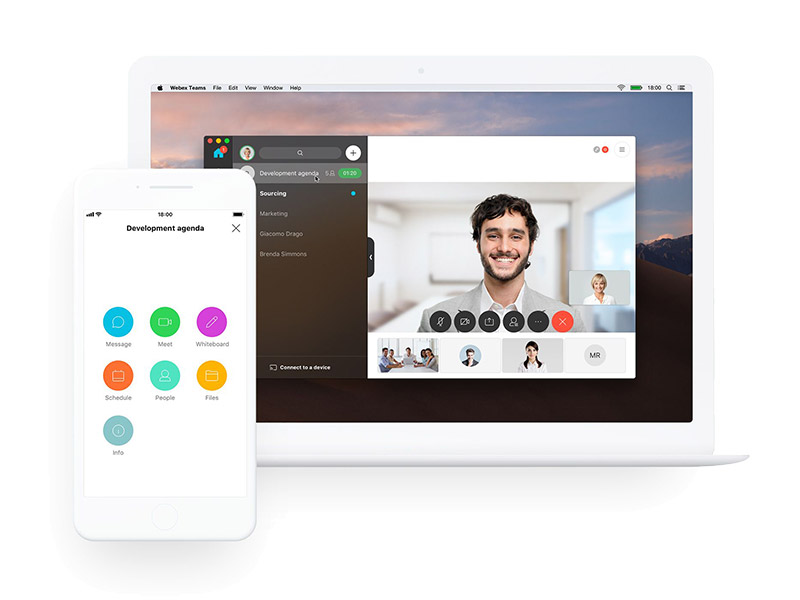 Webex Teams File Edit View Window Help
18:00
Development agenda 5 01:20
Sourcing
Marketing
Giacomo Drago
Brenda Simmons
Connect to a device
MR
18:00
Development agenda
Message Meet Whiteboard
Schedule People Files
Info